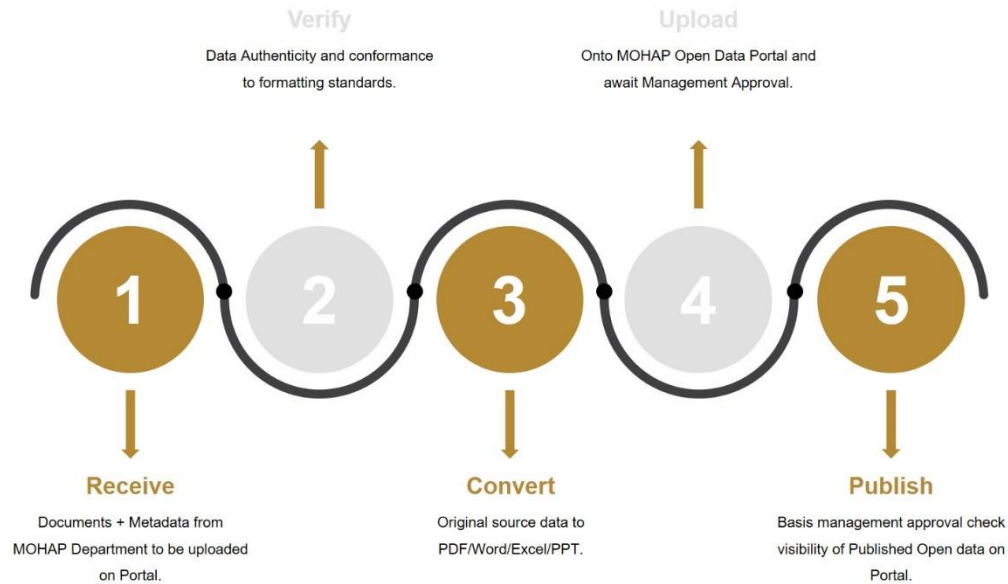 Verify
Data Authenticity and conformance
to formatting standards.
Upload
Onto MOHAP Open Data Portal and
await Management Approval.
1
2
3
4
5
Receive
Documents + Metadata from
MOHAP Department to be uploaded
on Portal.
Convert
Original source data to
PDF/Word/Excel/PPT.
Publish
Basis management approval check
visibility of Published Open data on
Portal.